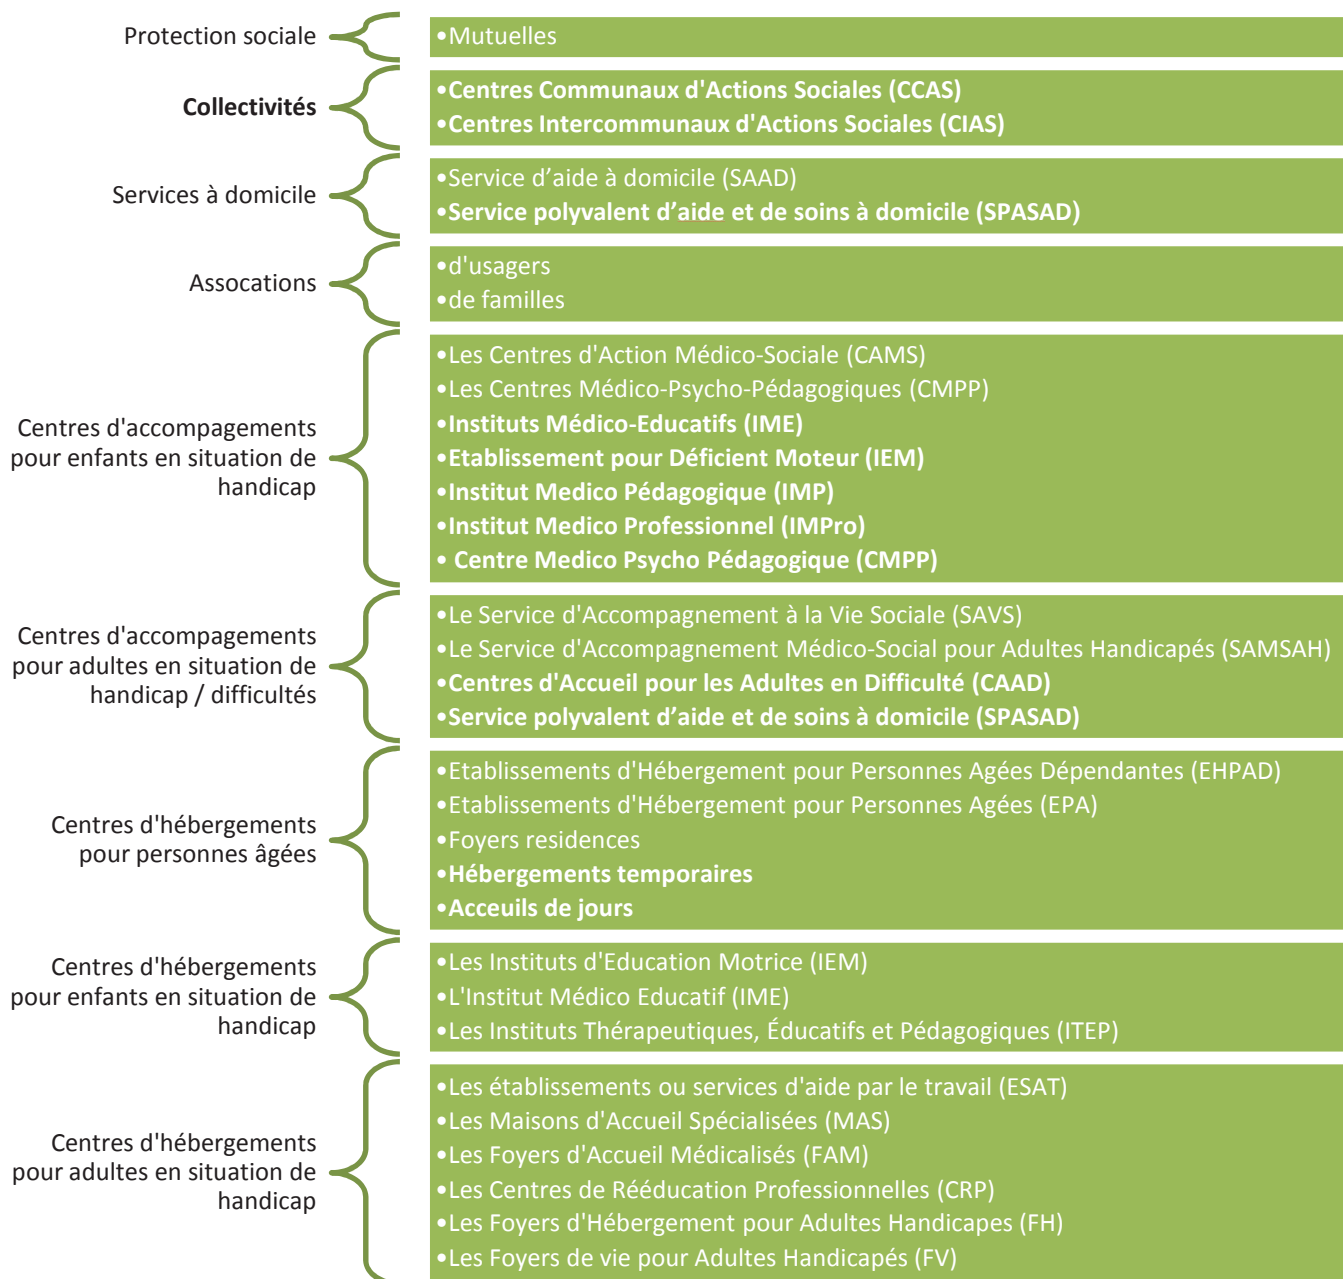 Protection sociale
•Mutuelles
Collectivités
•Centres Communaux d'Actions Sociales (CCAS)
•Centres Intercommunaux d'Actions Sociales (CIAS)
Services à domicile
•Service d’aide à domicile (SAAD)
•Service polyvalent d’aide et de soins à domicile (SPASAD)
Assocations
•d'usagers
•de familles
Centres d'accompagements
pour enfants en situation de
handicap
•Les Centres d'Action Médico-Sociale (CAMS)
•Les Centres Médico-Psycho-Pédagogiques (CMPP)
•Instituts Médico-Educatifs (IME)
•Etablissement pour Déficient Moteur (IEM)
•Institut Medico Pédagogique (IMP)
•Institut Medico Professionnel (IMPro)
• Centre Medico Psycho Pédagogique (CMPP)
Centres d'accompagements
pour adultes en situation de
handicap / difficultés
•Le Service d'Accompagnement à la Vie Sociale (SAVS)
•Le Service d'Accompagnement Médico-Social pour Adultes Handicapés (SAMSAH)
•Centres d'Accueil pour les Adultes en Difficulté (CAAD)
•Service polyvalent d’aide et de soins à domicile (SPASAD)
Centres d'hébergements
pour personnes âgées
•Etablissements d'Hébergement pour Personnes Agées Dépendantes (EHPAD)
•Etablissements d'Hébergement pour Personnes Agées (EPA)
•Foyers residences
•Hébergements temporaires
•Acceuils de jours
Centres d'hébergements
pour enfants en situation de
handicap
•Les Instituts d'Education Motrice (IEM)
•L'Institut Médico Educatif (IME)
•Les Instituts Thérapeutiques, Éducatifs et Pédagogiques (ITEP)
Centres d'hébergements
pour adultes en situation de
handicap
•Les établissements ou services d'aide par le travail (ESAT)
•Les Maisons d'Accueil Spécialisées (MAS)
•Les Foyers d'Accueil Médicalisés (FAM)
•Les Centres de Rééducation Professionnelles (CRP)
•Les Foyers d'Hébergement pour Adultes Handicapes (FH)
•Les Foyers de vie pour Adultes Handicapés (FV)